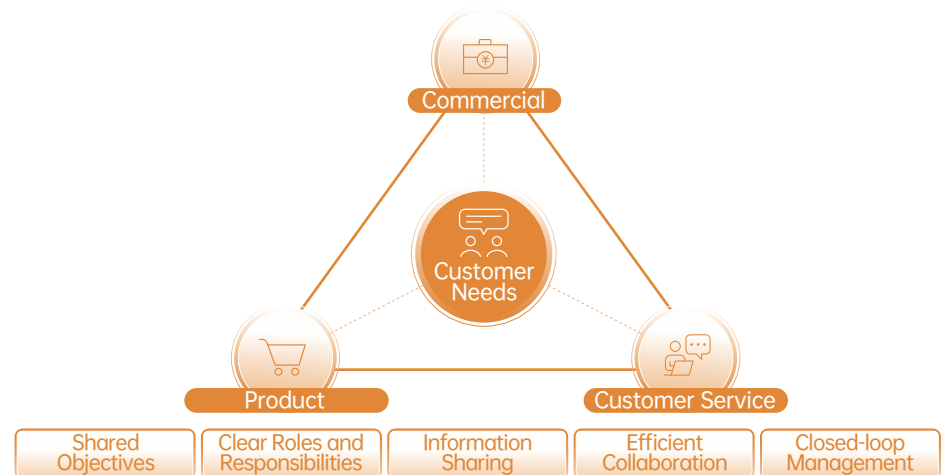 ¥
Commercial
Customer
Needs
Product
Customer Service
Shared
Objectives
Clear Roles and
Responsibilities
Information
Sharing
Efficient
Collaboration
Closed-loop
Management